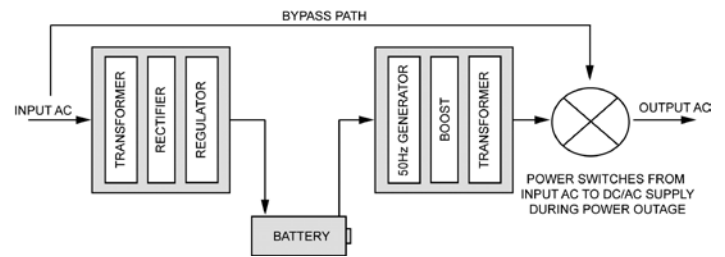 BYPASS PATH
INPUT AC
TRANSFORMER
RECTIFIER
REGULATOR
BATTERY
50Hz GENERATOR
BOOST
TRANSFORMER
OUTPUT AC
POWER SWITCHES FROM
INPUT AC TO DC/AC SUPPLY
DURING POWER OUTAGE